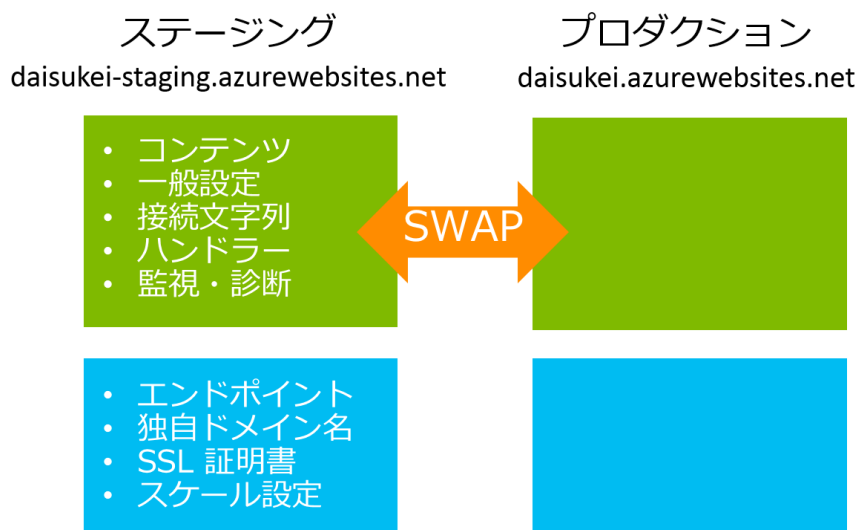 ステージング
daisukei-staging.azurewebsites.net
プロダクション
daisukei.azurewebsites.net
• コンテンツ
• 一般設定
• 接続文字列
• ハンドラー
• 監視・診断
SWAP
• エンドポイント
• 独自ドメイン名
• SSL 証明書
• スケール設定